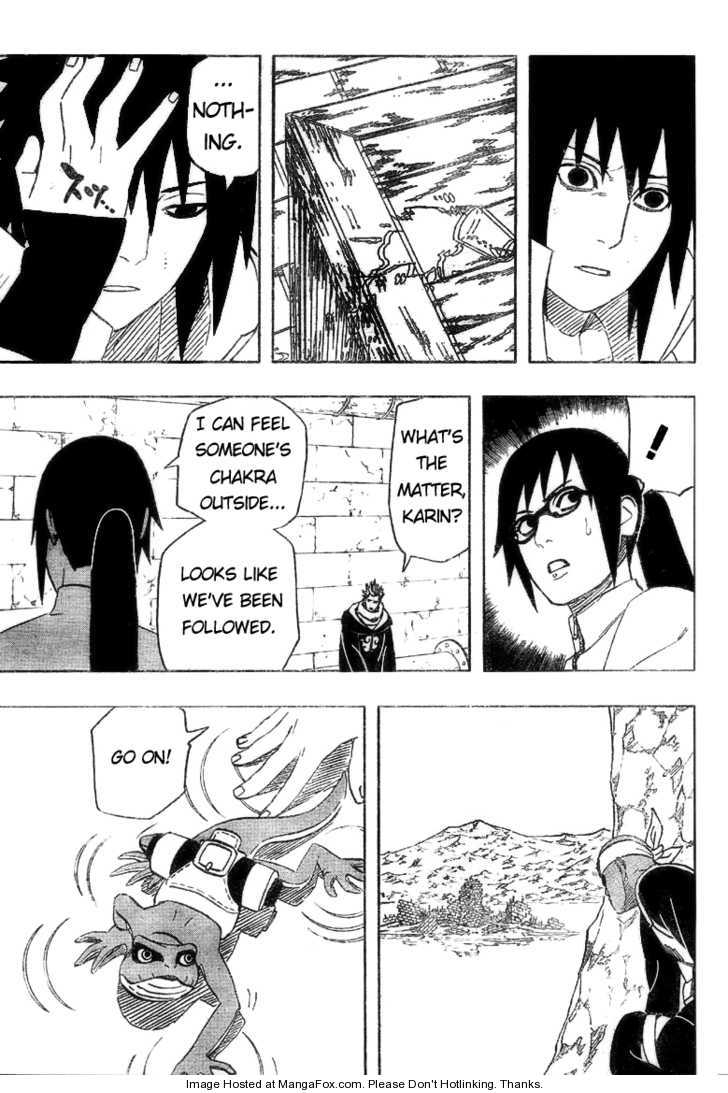 ...
NOTH-
ING.
スッ...
!
WHAT'S
THE
MATTER,
KARIN?
I CAN FEEL
SOMEONE'S
CHAKRA
OUTSIDE...
LOOKS LIKE
WE'VE BEEN
FOLLOWED.
GO ON!
Image Hosted at MangaFox.com. Please Don't Hotlinking. Thanks.